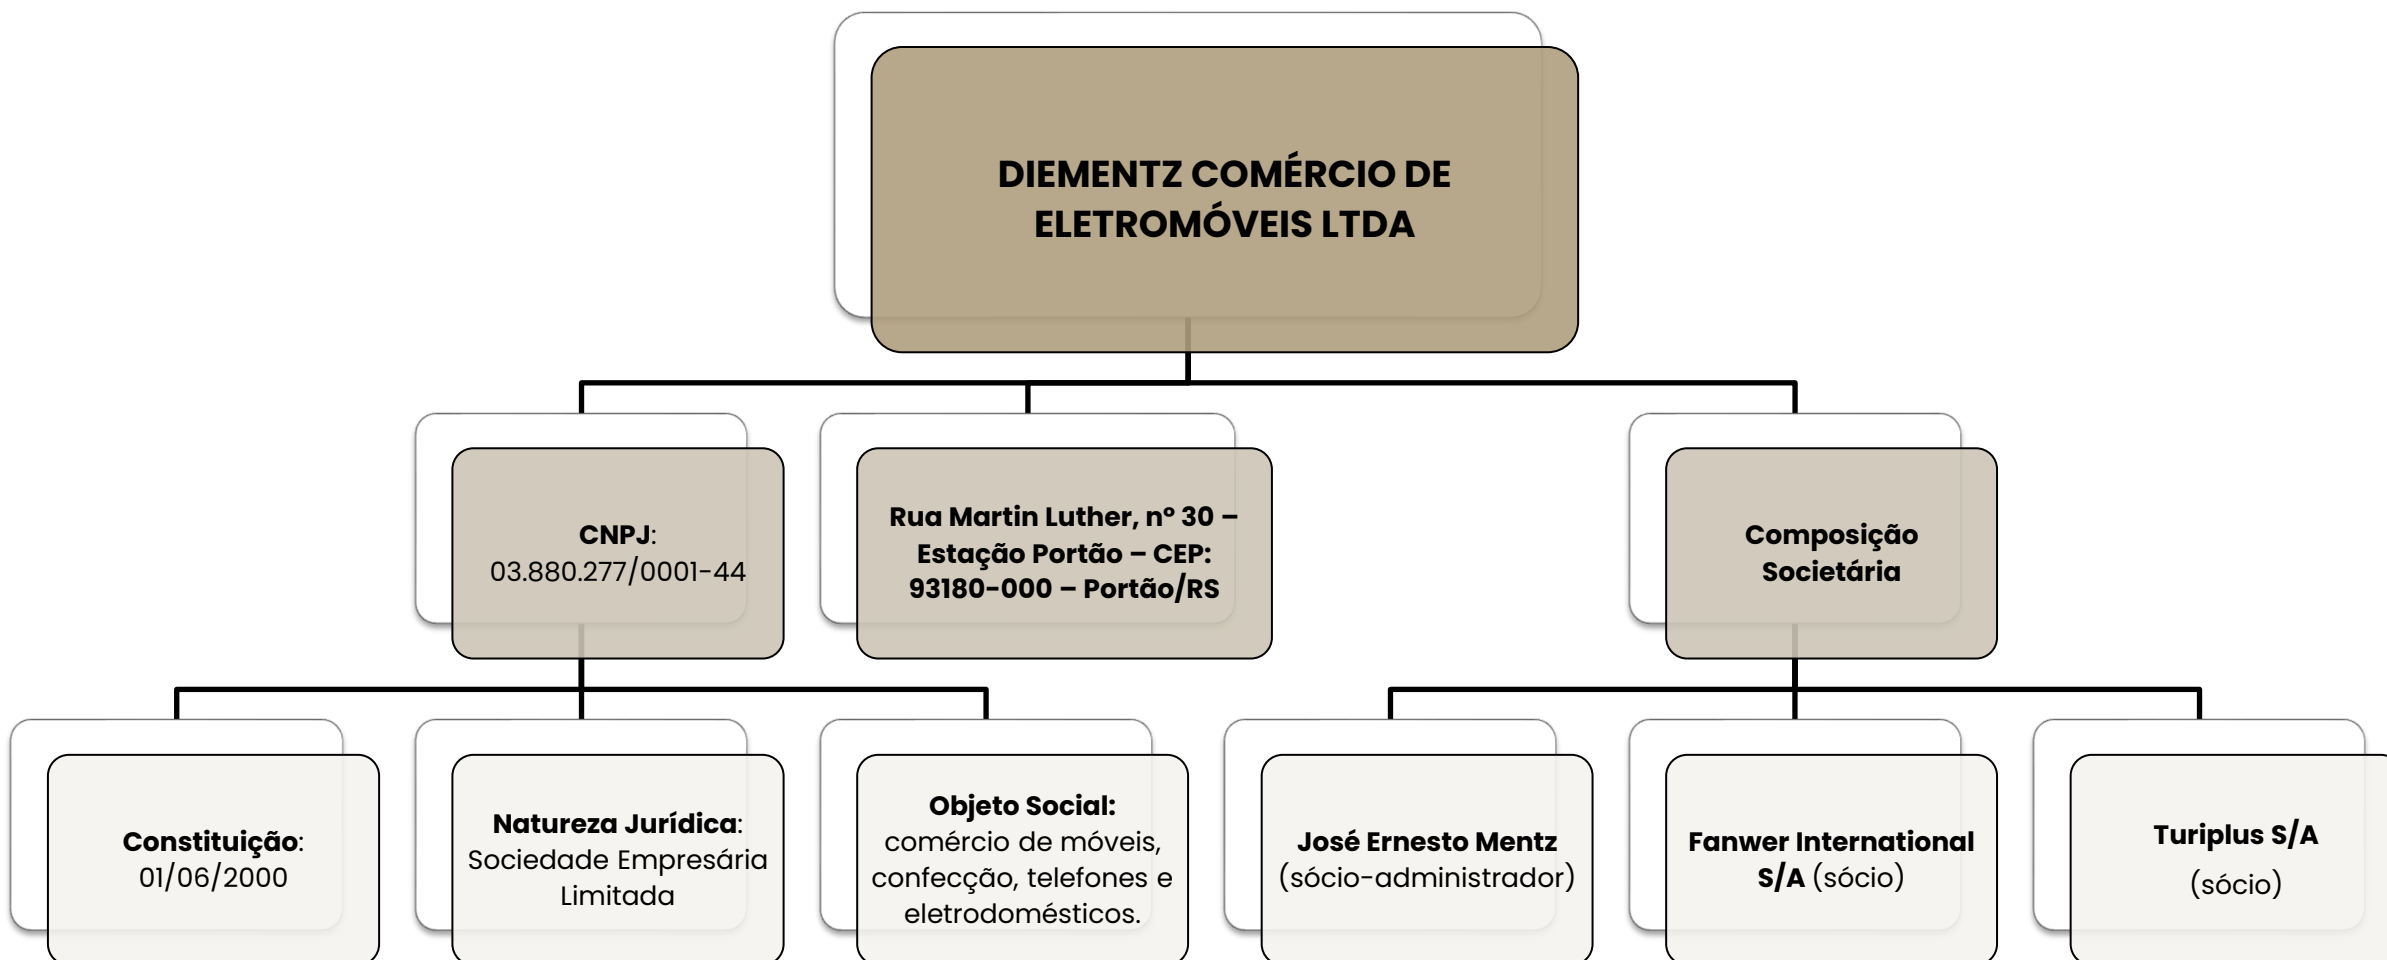 DIEMENTZ COMÉRCIO DE
ELETROMÓVEIS LTDA
CNPJ:
03.880.277/0001-44
Rua Martin Luther, nº 30 –
Estação Portão – CEP:
93180-000 – Portão/RS
Composição
Societária
Constituição:
01/06/2000
Natureza Jurídica:
Sociedade Empresária
Limitada
Objeto Social:
comércio de móveis,
confecção, telefones e
eletrodomésticos.
José Ernesto Mentz
(sócio-administrador)
Fanwer International
S/A (sócio)
Turiplus S/A
(sócio)